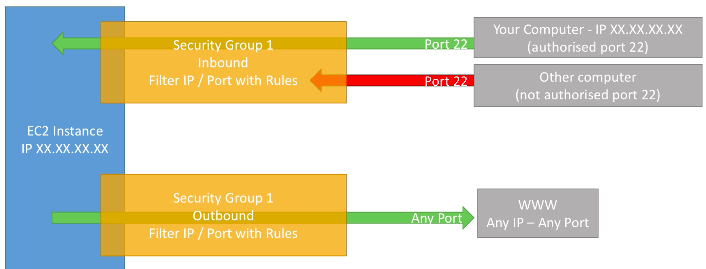 Security Group 1
Inbound
Filter IP / Port with Rules
Port 22
Your Computer - IP XX.XX.XX.XX
(authorised port 22)
Port 22
Other computer
(not authorised port 22)
EC2 Instance
IP XX.XX.XX.XX
Security Group 1
Outbound
Filter IP / Port with Rules
Any Port
WWW
Any IP – Any Port